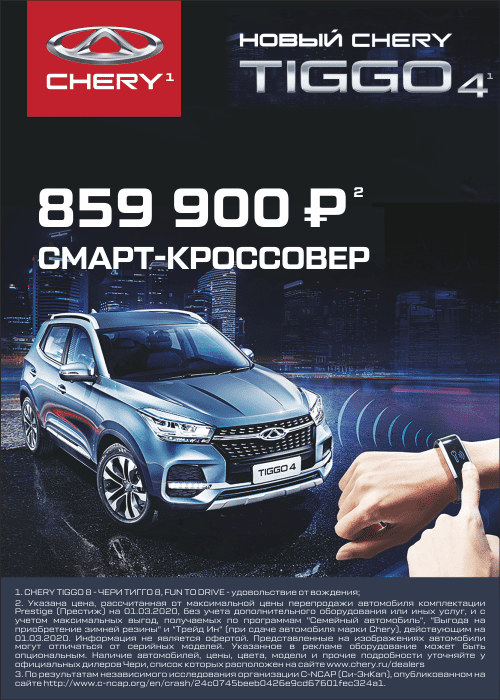 CHERY¹
НОВЫЙ CHERY
TIGGO 4¹
859 900 ₽²
СМАРТ-КРОССОВЕР
TIGGO 4
1. CHERY TIGGO 8 - ЧЕРИ ТИГГО 8, FUN TO DRIVE - удовольствие от вождения;
2. Указана цена, рассчитанная от максимальной цены перепродажи автомобиля комплектации
Prestige (Престиж) на 01.03.2020, без учета дополнительного оборудования или иных услуг, и с
учетом максимальных выгод, получаемых по программам "Семейный автомобиль", "Выгода на
приобретение зимней резины" и "Трейд Ин" (при сдаче автомобиля марки Chery), действующим на
01.03.2020. Информация не является офертой. Представленные на изображениях автомобили
могут отличаться от серийных моделей. Указанное в рекламе оборудование может быть
опциональным. Наличие автомобилей, цены, цвета, модели и прочие подробности уточняйте у
официальных дилеров Чери, список которых расположен на сайте www.chery.ru/dealers
3. По результатам независимого исследования организации C-NCAP (Си-ЭнКап), опубликованном на
сайте http://www.c-ncap.org/en/crash/24c0745beeb0426e9cd67601fec324a1.